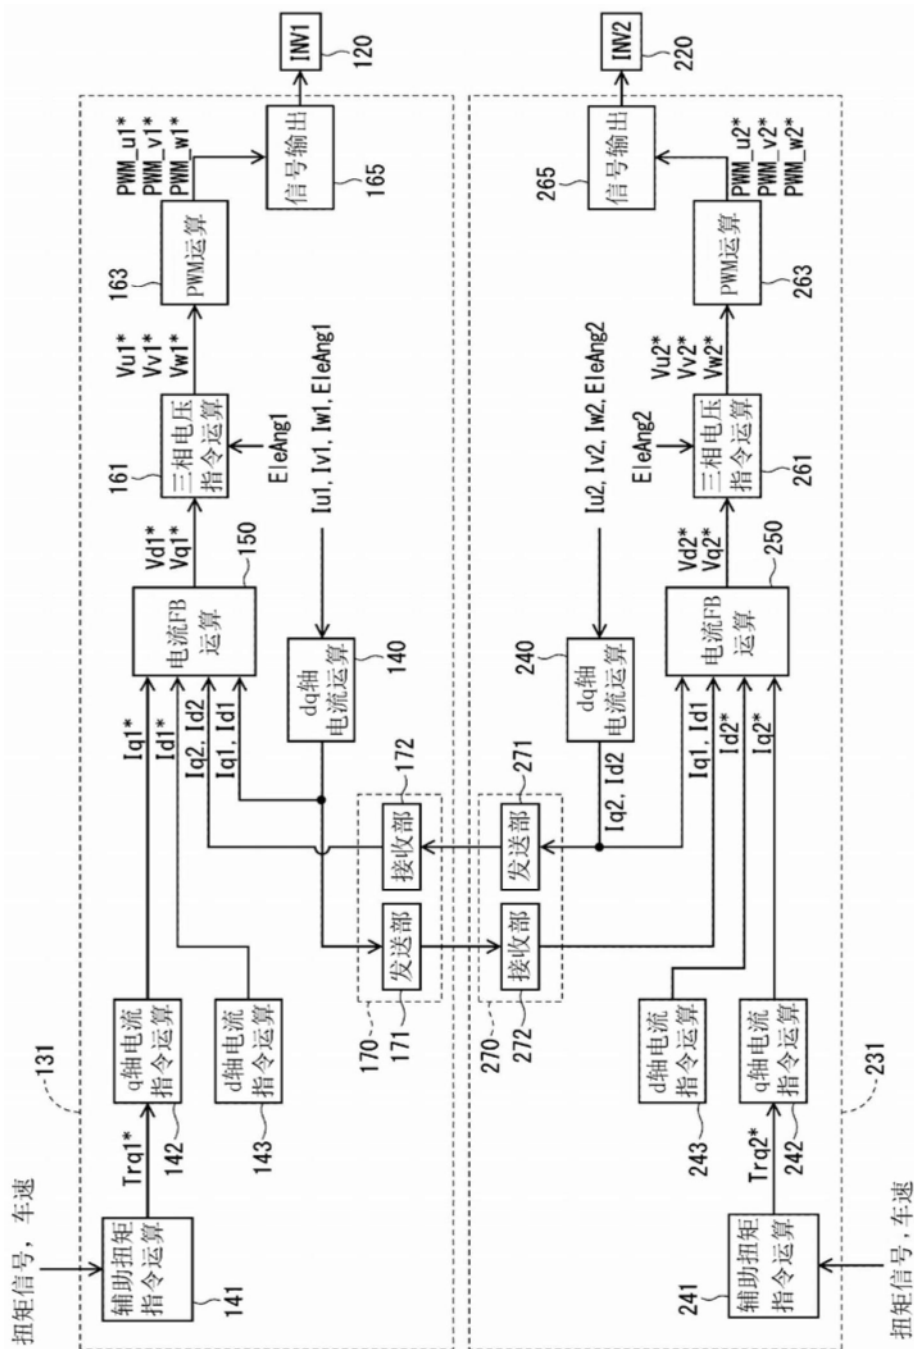 扭矩信号，车速
131
辅助扭矩
指令运算
141
Trq1*
q轴电流
指令运算
142
d轴电流
指令运算
143
Iq1*
Id1*
Iq2, Id2
Iq1, Id1
电流FB
运算
150
Vd1*
Vq1*
三相电压
指令运算
161
EleAng1
Vu1*
Vv1*
Vw1*
PWM运算
163
PWM_u1*
PWM_v1*
PWM_w1*
信号输出
165
INV1
120
dq轴
电流运算
140
Iu1, Iv1, Iw1, EleAng1
170
发送部
171
接收部
172
270
接收部
272
发送部
271
Iq2, Id2
dq轴
电流运算
240
Iu2, Iv2, Iw2, EleAng2
d轴电流
指令运算
243
q轴电流
指令运算
242
Trq2*
辅助扭矩
指令运算
241
扭矩信号，车速
231
Iq1, Id1
Id2*
Iq2*
电流FB
运算
250
Vd2*
Vq2*
三相电压
指令运算
261
EleAng2
Vu2*
Vv2*
Vw2*
PWM运算
263
PWM_u2*
PWM_v2*
PWM_w2*
信号输出
265
INV2
220